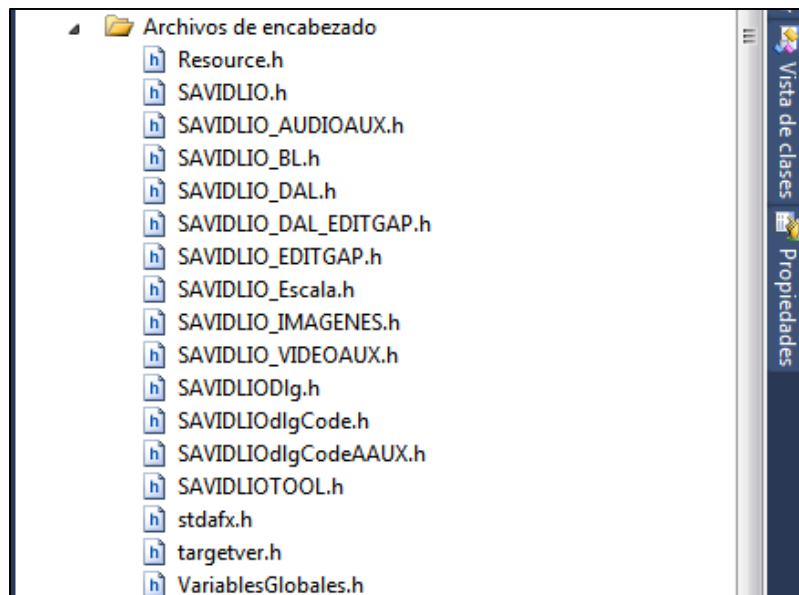 Archivos de encabezado
Resource.h
SAVIDLIO.h
SAVIDLIO_AUDIOAUX.h
SAVIDLIO_BL.h
SAVIDLIO_DAL.h
SAVIDLIO_DAL_EDITGAP.h
SAVIDLIO_EDITGAP.h
SAVIDLIO_Escala.h
SAVIDLIO_IMAGENES.h
SAVIDLIO_VIDEOAUX.h
SAVIDLIODlg.h
SAVIDLIOdlgCode.h
SAVIDLIOdlgCodeAAUX.h
SAVIDLIOTOOL.h
stdafx.h
targetver.h
VariablesGlobales.h
Vista de clases
Propiedades